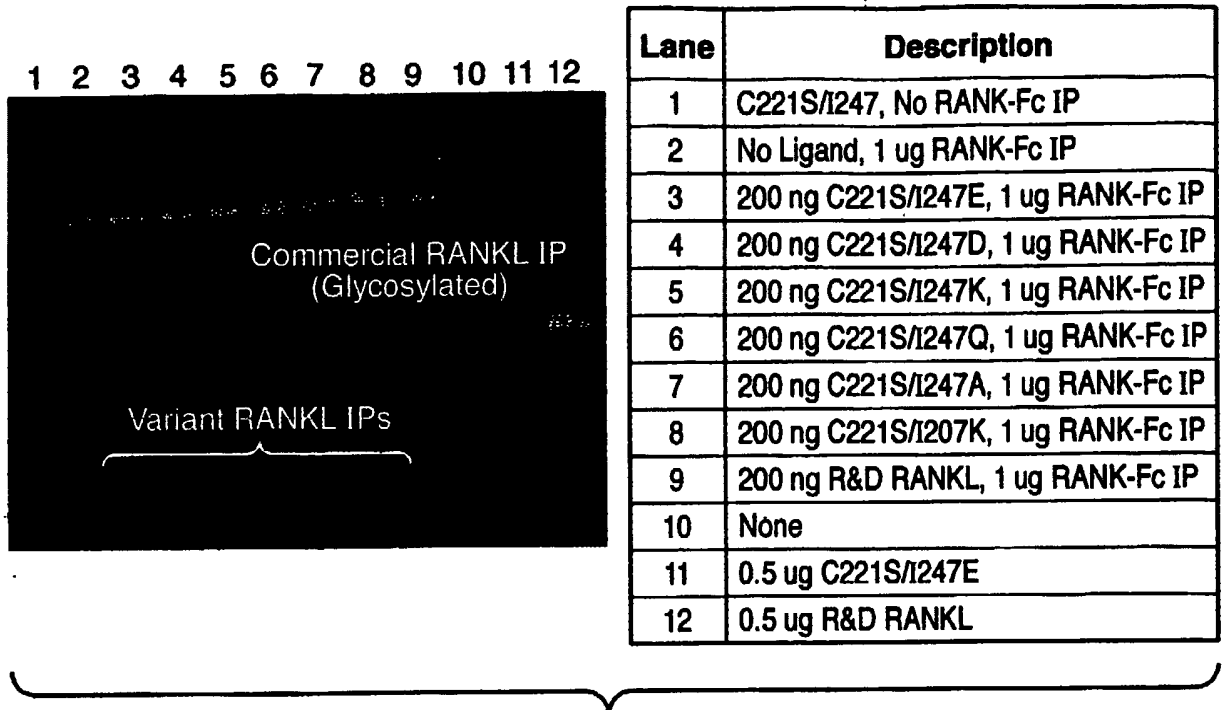 1 2 3 4 5 6 7 8 9 10 11 12
Commercial RANKL IP
(Glycosylated)
Variant RANKL IPs
Lane Description
1 C221S/I247, No RANK-Fc IP
2 No Ligand, 1 ug RANK-Fc IP
3 200 ng C221S/I247E, 1 ug RANK-Fc IP
4 200 ng C221S/I247D, 1 ug RANK-Fc IP
5 200 ng C221S/I247K, 1 ug RANK-Fc IP
6 200 ng C221S/I247Q, 1 ug RANK-Fc IP
7 200 ng C221S/I247A, 1 ug RANK-Fc IP
8 200 ng C221S/I207K, 1 ug RANK-Fc IP
9 200 ng R&D RANKL, 1 ug RANK-Fc IP
10 None
11 0.5 ug C221S/I247E
12 0.5 ug R&D RANKL